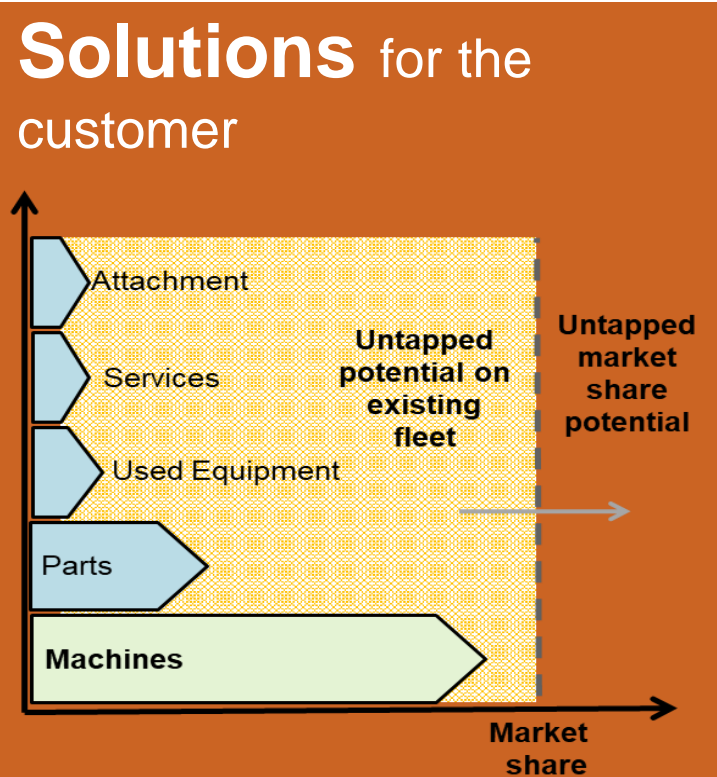 Solutions for the
customer
Attachment
Services
Used Equipment
Parts
Machines
Untapped
potential on
existing
fleet
Untapped
market
share
potential
Market
share